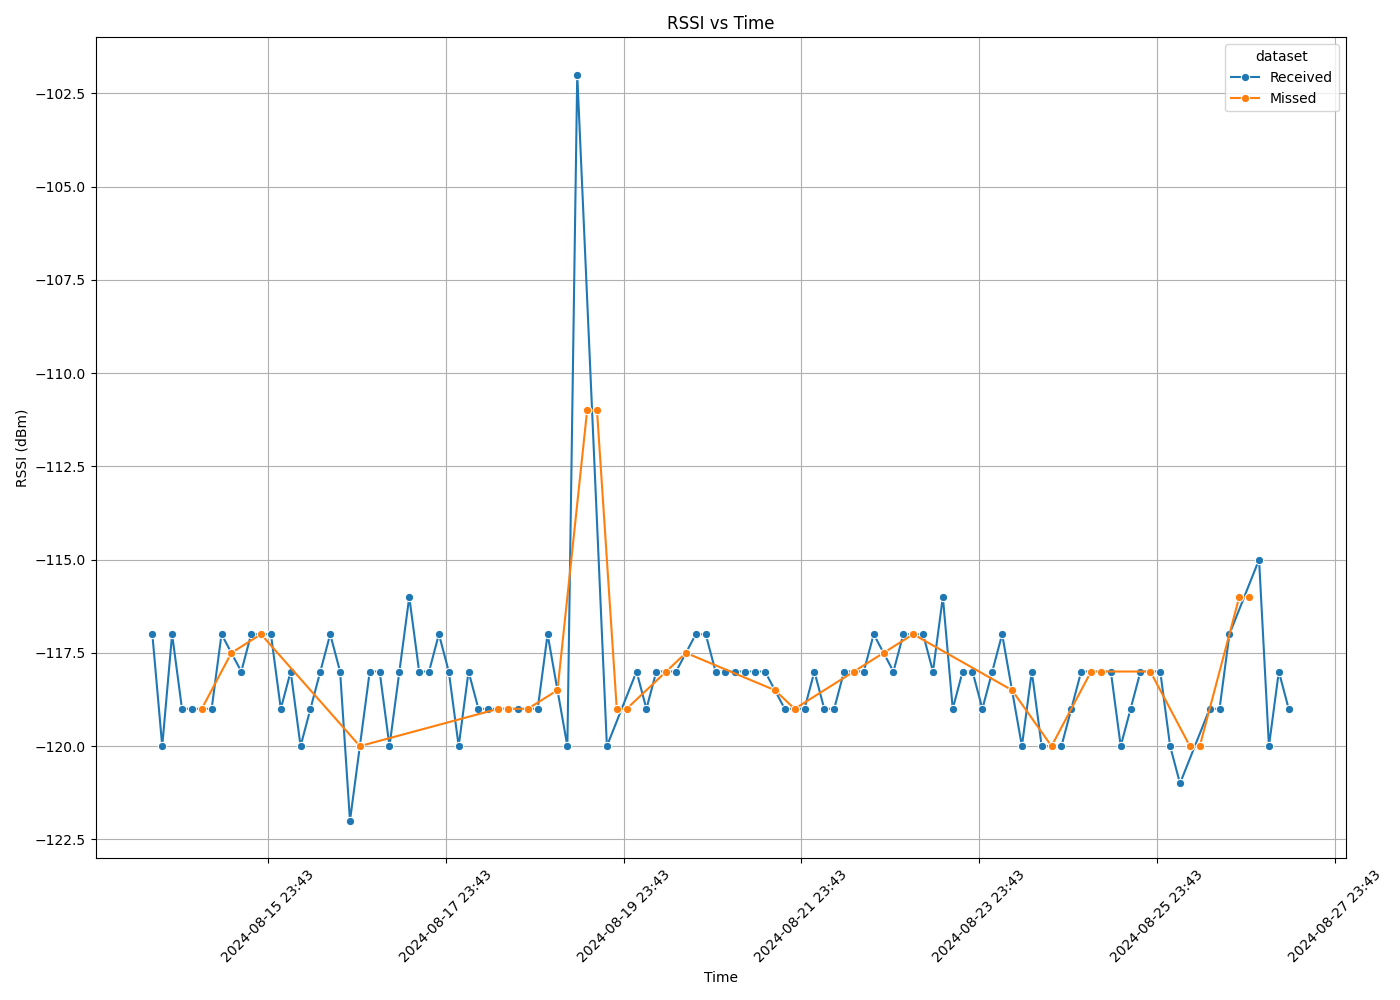 RSSI vs Time
dataset
Received
Missed
−102.5
−105.0
−107.5
−110.0
−112.5
−115.0
−117.5
−120.0
−122.5
RSSI (dBm)
2024-08-15 23:43
2024-08-17 23:43
2024-08-19 23:43
2024-08-21 23:43
2024-08-23 23:43
2024-08-25 23:43
2024-08-27 23:43
Time